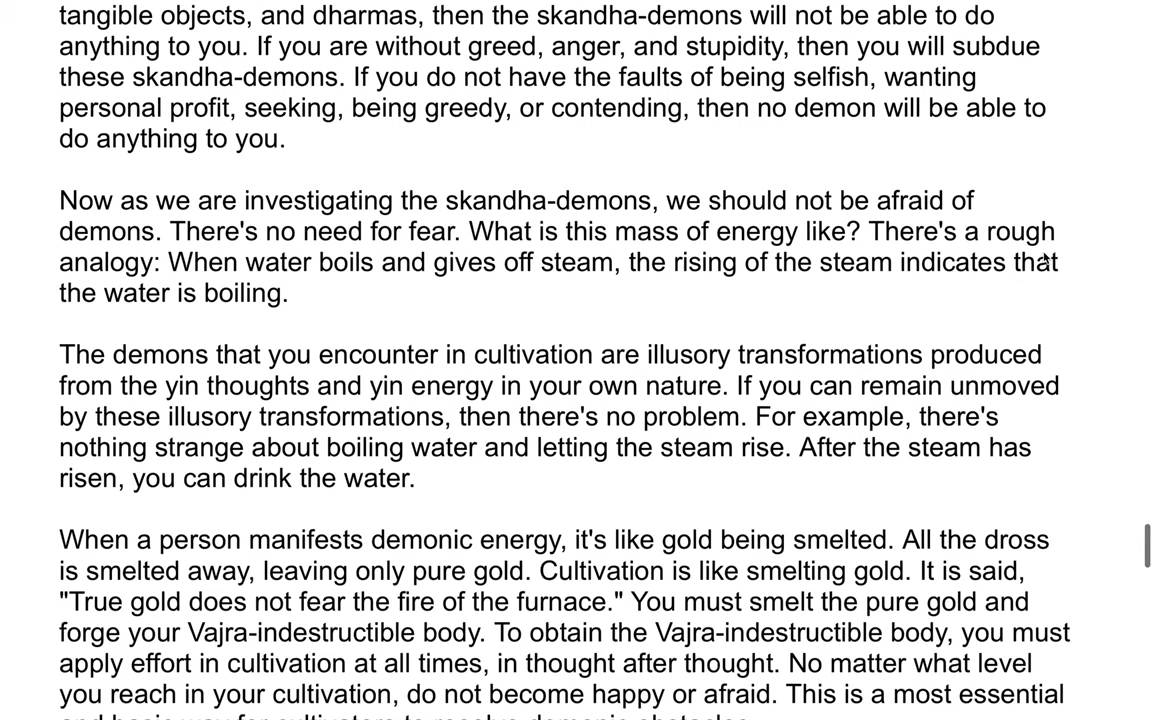 tangible objects, and dharmas, then the skandha-demons will not be able to do
anything to you. If you are without greed, anger, and stupidity, then you will subdue
these skandha-demons. If you do not have the faults of being selfish, wanting
personal profit, seeking, being greedy, or contending, then no demon will be able to
do anything to you.
Now as we are investigating the skandha-demons, we should not be afraid of
demons. There's no need for fear. What is this mass of energy like? There's a rough
analogy: When water boils and gives off steam, the rising of the steam indicates that
the water is boiling.
The demons that you encounter in cultivation are illusory transformations produced
from the yin thoughts and yin energy in your own nature. If you can remain unmoved
by these illusory transformations, then there's no problem. For example, there's
nothing strange about boiling water and letting the steam rise. After the steam has
risen, you can drink the water.
When a person manifests demonic energy, it's like gold being smelted. All the dross
is smelted away, leaving only pure gold. Cultivation is like smelting gold. It is said,
"True gold does not fear the fire of the furnace." You must smelt the pure gold and
forge your Vajra-indestructible body. To obtain the Vajra-indestructible body, you must
apply effort in cultivation at all times, in thought after thought. No matter what level
you reach in your cultivation, do not become happy or afraid. This is a most essential